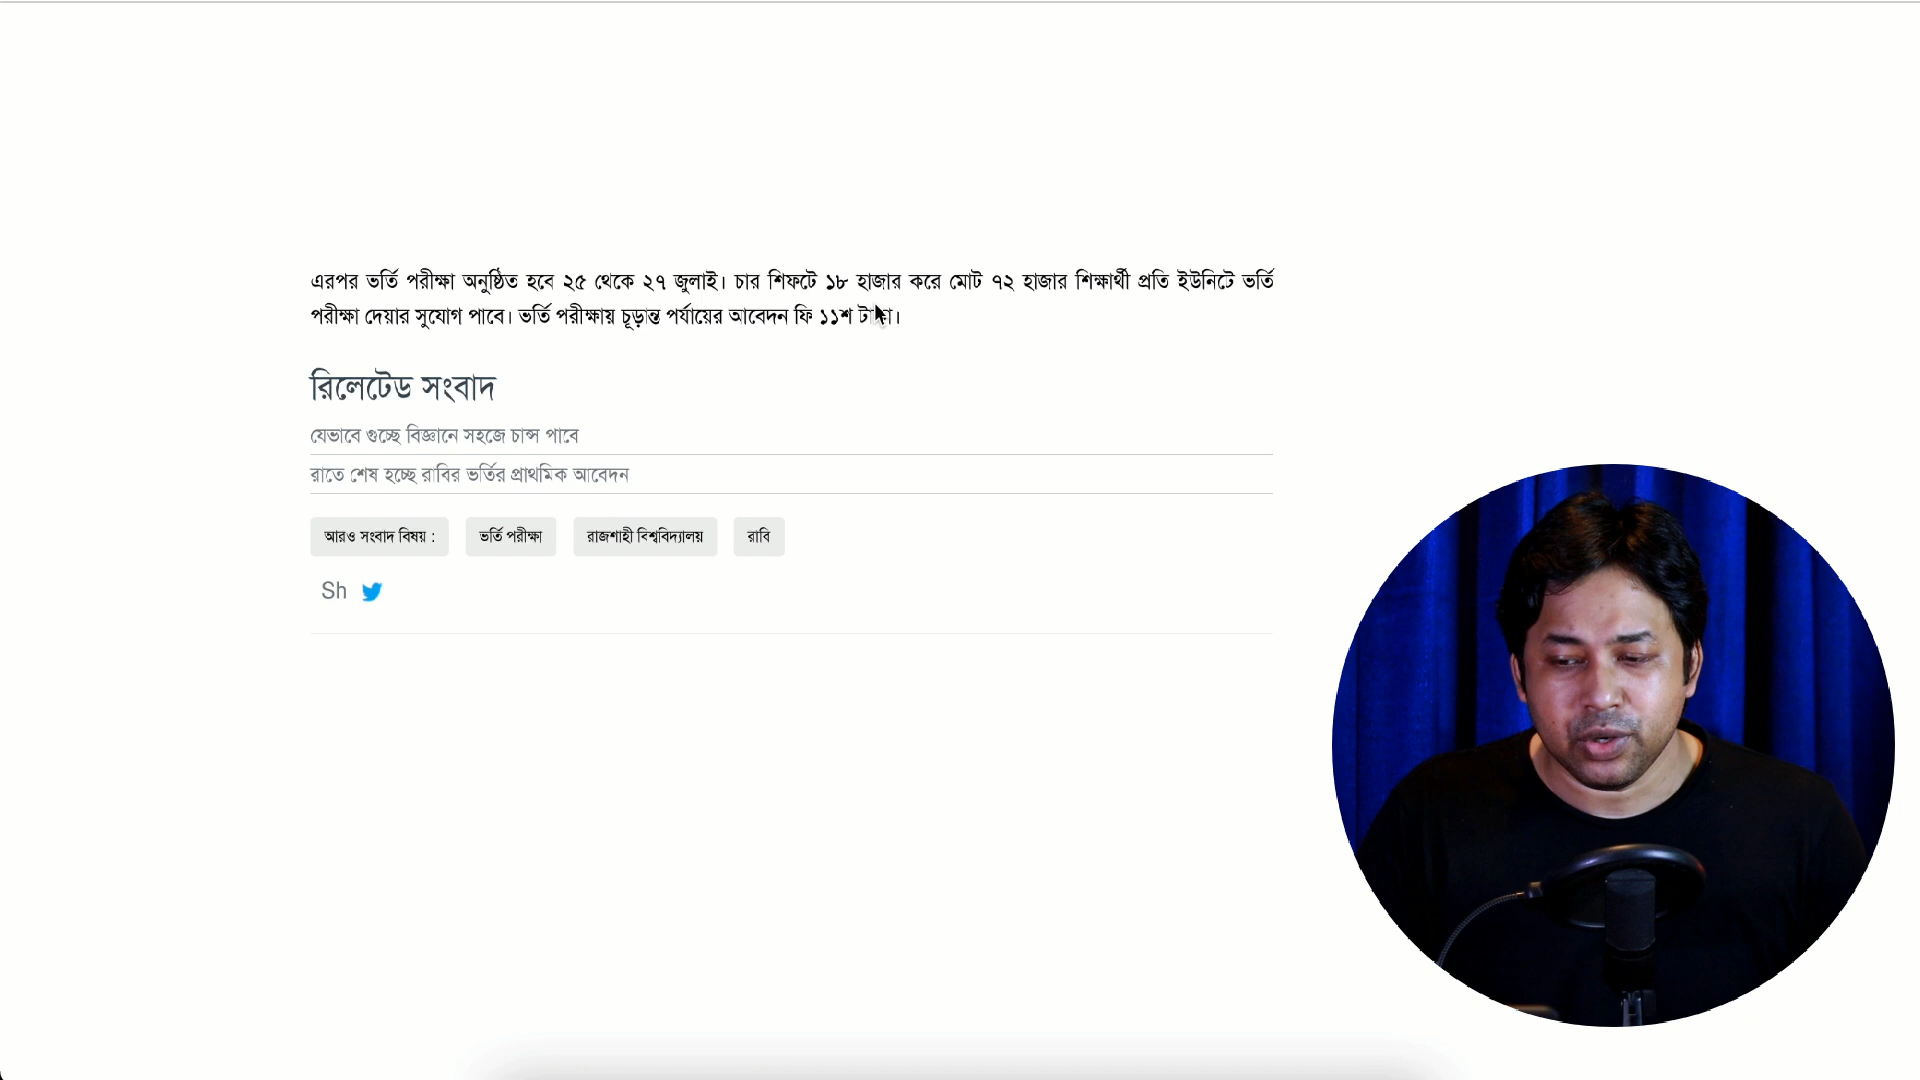 এরপর ভর্তি পরীক্ষা অনুষ্ঠিত হবে ২৫ থেকে ২৭ জুলাই। চার শিফটে ১৮ হাজার করে মোট ৭২ হাজার শিক্ষার্থী প্রতি ইউনিটে ভর্তি
পরীক্ষা দেয়ার সুযোগ পাবে। ভর্তি পরীক্ষায় চূড়ান্ত পর্যায়ের আবেদন ফি ১১শ টাকা।
রিলেটেড সংবাদ
যেভাবে গুচ্ছে বিজ্ঞানে সহজে চান্স পাবে
রাতে শেষ হচ্ছে রাবির ভর্তির প্রাথমিক আবেদন
আরও সংবাদ বিষয় : ভর্তি পরীক্ষা রাজশাহী বিশ্ববিদ্যালয় রাবি
Sh